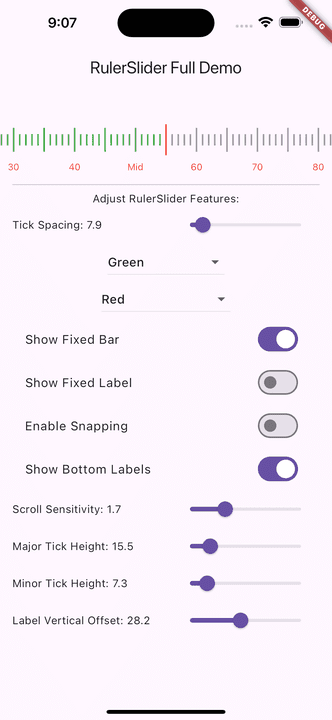 9:07
DEBUG
RulerSlider Full Demo
30 40 Mid 60 70 80
Adjust RulerSlider Features:
Tick Spacing: 7.9
Green
Red
Show Fixed Bar
Show Fixed Label
Enable Snapping
Show Bottom Labels
Scroll Sensitivity: 1.7
Major Tick Height: 15.5
Minor Tick Height: 7.3
Label Vertical Offset: 28.2